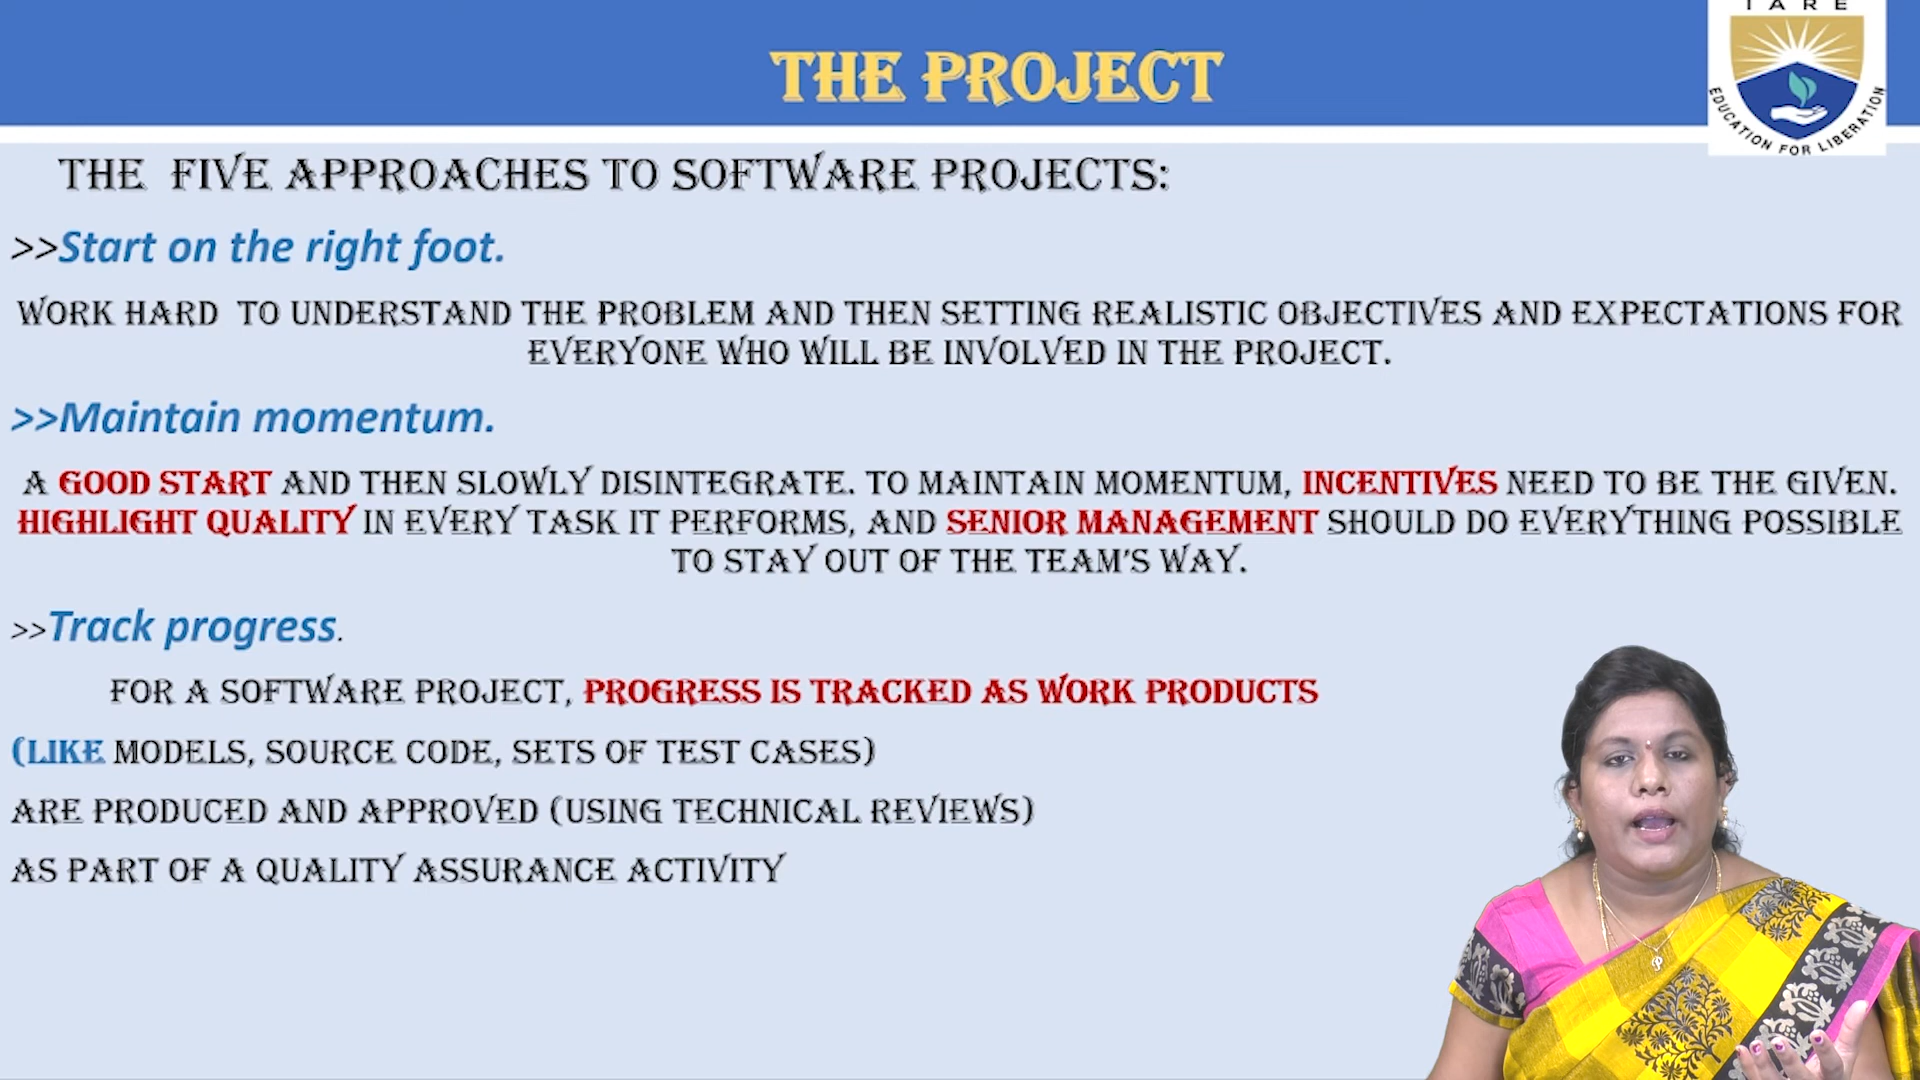 THE PROJECT
IARE
EDUCATION FOR LIBERATION
THE FIVE APPROACHES TO SOFTWARE PROJECTS:
>>Start on the right foot.
WORK HARD TO UNDERSTAND THE PROBLEM AND THEN SETTING REALISTIC OBJECTIVES AND EXPECTATIONS FOR
EVERYONE WHO WILL BE INVOLVED IN THE PROJECT.
>>Maintain momentum.
A GOOD START AND THEN SLOWLY DISINTEGRATE. TO MAINTAIN MOMENTUM, INCENTIVES NEED TO BE THE GIVEN.
HIGHLIGHT QUALITY IN EVERY TASK IT PERFORMS, AND SENIOR MANAGEMENT SHOULD DO EVERYTHING POSSIBLE
TO STAY OUT OF THE TEAM'S WAY.
>>Track progress.
FOR A SOFTWARE PROJECT, PROGRESS IS TRACKED AS WORK PRODUCTS
(LIKE MODELS, SOURCE CODE, SETS OF TEST CASES)
ARE PRODUCED AND APPROVED (USING TECHNICAL REVIEWS)
AS PART OF A QUALITY ASSURANCE ACTIVITY